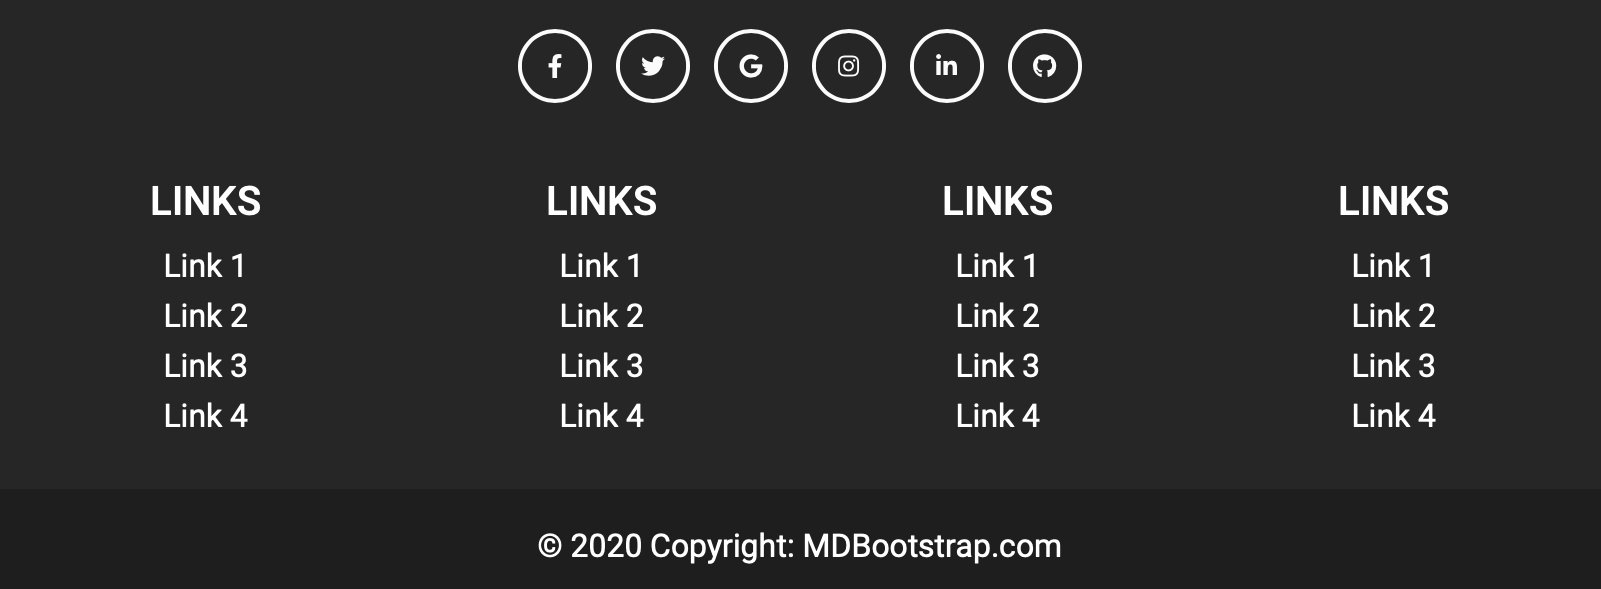 LINKS LINKS LINKS LINKS
Link 1 Link 1 Link 1 Link 1
Link 2 Link 2 Link 2 Link 2
Link 3 Link 3 Link 3 Link 3
Link 4 Link 4 Link 4 Link 4
© 2020 Copyright: MDBootstrap.com